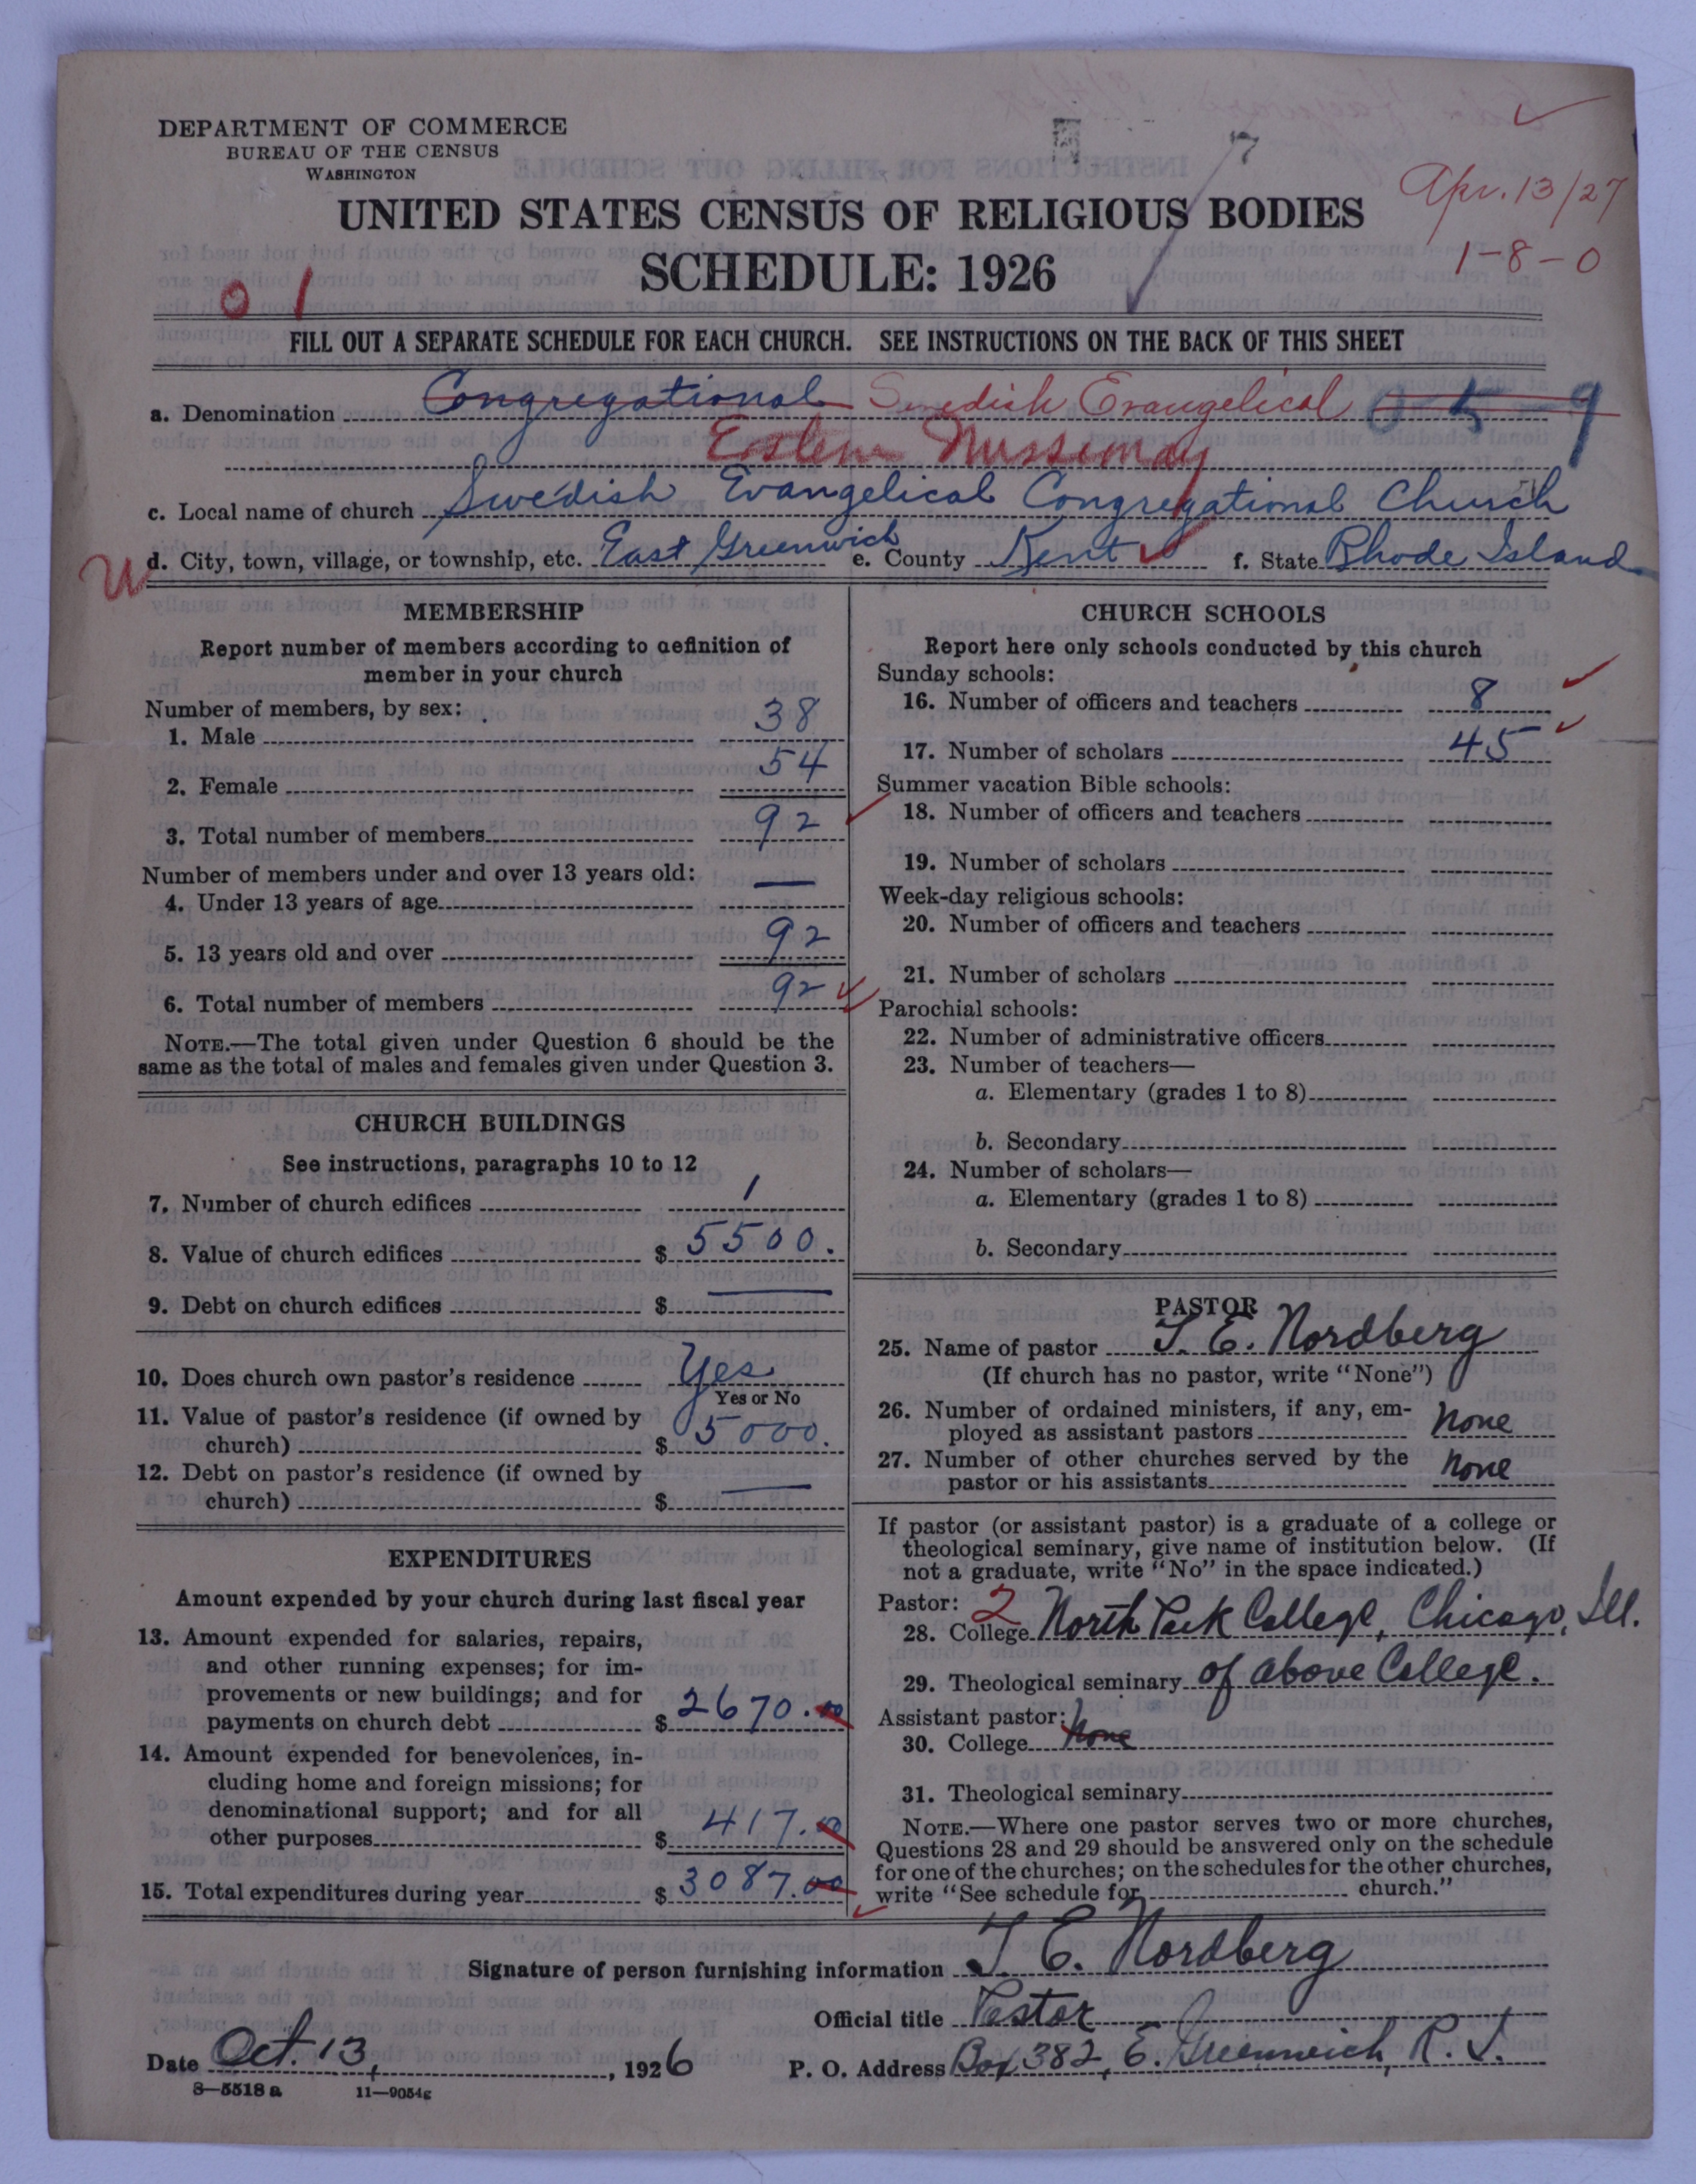 DEPARTMENT OF COMMERCE
BUREAU OF THE CENSUS
WASHINGTON
7
Apr. 13/27
UNITED STATES CENSUS OF RELIGIOUS BODIES
1-8-0
SCHEDULE: 1926
0 1
FILL OUT A SEPARATE SCHEDULE FOR EACH CHURCH. SEE INSTRUCTIONS ON THE BACK OF THIS SHEET
a. Denomination Congregational Swedish Evangelical 0-5-9
Eastern Missionary
c. Local name of church Swedish Evangelical Congregational Church
U d. City, town, village, or township, etc. East Greenwich e. County Kent f. State Rhode Island
MEMBERSHIP
Report number of members according to definition of
member in your church
Number of members, by sex:
1. Male 38
2. Female 54
3. Total number of members 92
Number of members under and over 13 years old:
4. Under 13 years of age —
5. 13 years old and over 92
6. Total number of members 92
NOTE.—The total given under Question 6 should be the
same as the total of males and females given under Question 3.
CHURCH BUILDINGS
See instructions, paragraphs 10 to 12
7. Number of church edifices 1
8. Value of church edifices $ 5500.
9. Debt on church edifices $ —
10. Does church own pastor's residence Yes
Yes or No
11. Value of pastor's residence (if owned by
church) $ 5000.
12. Debt on pastor's residence (if owned by
church) $ —
EXPENDITURES
Amount expended by your church during last fiscal year
13. Amount expended for salaries, repairs,
and other running expenses; for im-
provements or new buildings; and for
payments on church debt $ 2670.00
14. Amount expended for benevolences, in-
cluding home and foreign missions; for
denominational support; and for all
other purposes $ 417.00
15. Total expenditures during year $ 3087.00
CHURCH SCHOOLS
Report here only schools conducted by this church
Sunday schools:
16. Number of officers and teachers 8
17. Number of scholars 45
Summer vacation Bible schools:
18. Number of officers and teachers
19. Number of scholars
Week-day religious schools:
20. Number of officers and teachers
21. Number of scholars
Parochial schools:
22. Number of administrative officers
23. Number of teachers—
a. Elementary (grades 1 to 8)
b. Secondary
24. Number of scholars—
a. Elementary (grades 1 to 8)
b. Secondary
PASTOR
25. Name of pastor T. E. Nordberg
(If church has no pastor, write "None")
26. Number of ordained ministers, if any, em-
ployed as assistant pastors none
27. Number of other churches served by the
pastor or his assistants none
If pastor (or assistant pastor) is a graduate of a college or
theological seminary, give name of institution below. (If
not a graduate, write "No" in the space indicated.)
Pastor: 2
28. College North Park College, Chicago, Ill.
29. Theological seminary of above College.
Assistant pastor:
30. College none
31. Theological seminary
NOTE.—Where one pastor serves two or more churches,
Questions 28 and 29 should be answered only on the schedule
for one of the churches; on the schedules for the other churches,
write "See schedule for church."
Signature of person furnishing information T. E. Nordberg
Official title Pastor
Date Oct. 13, 1926 P. O. Address Box 382, E. Greenwich, R. I.
8—5518 a 11—9054g